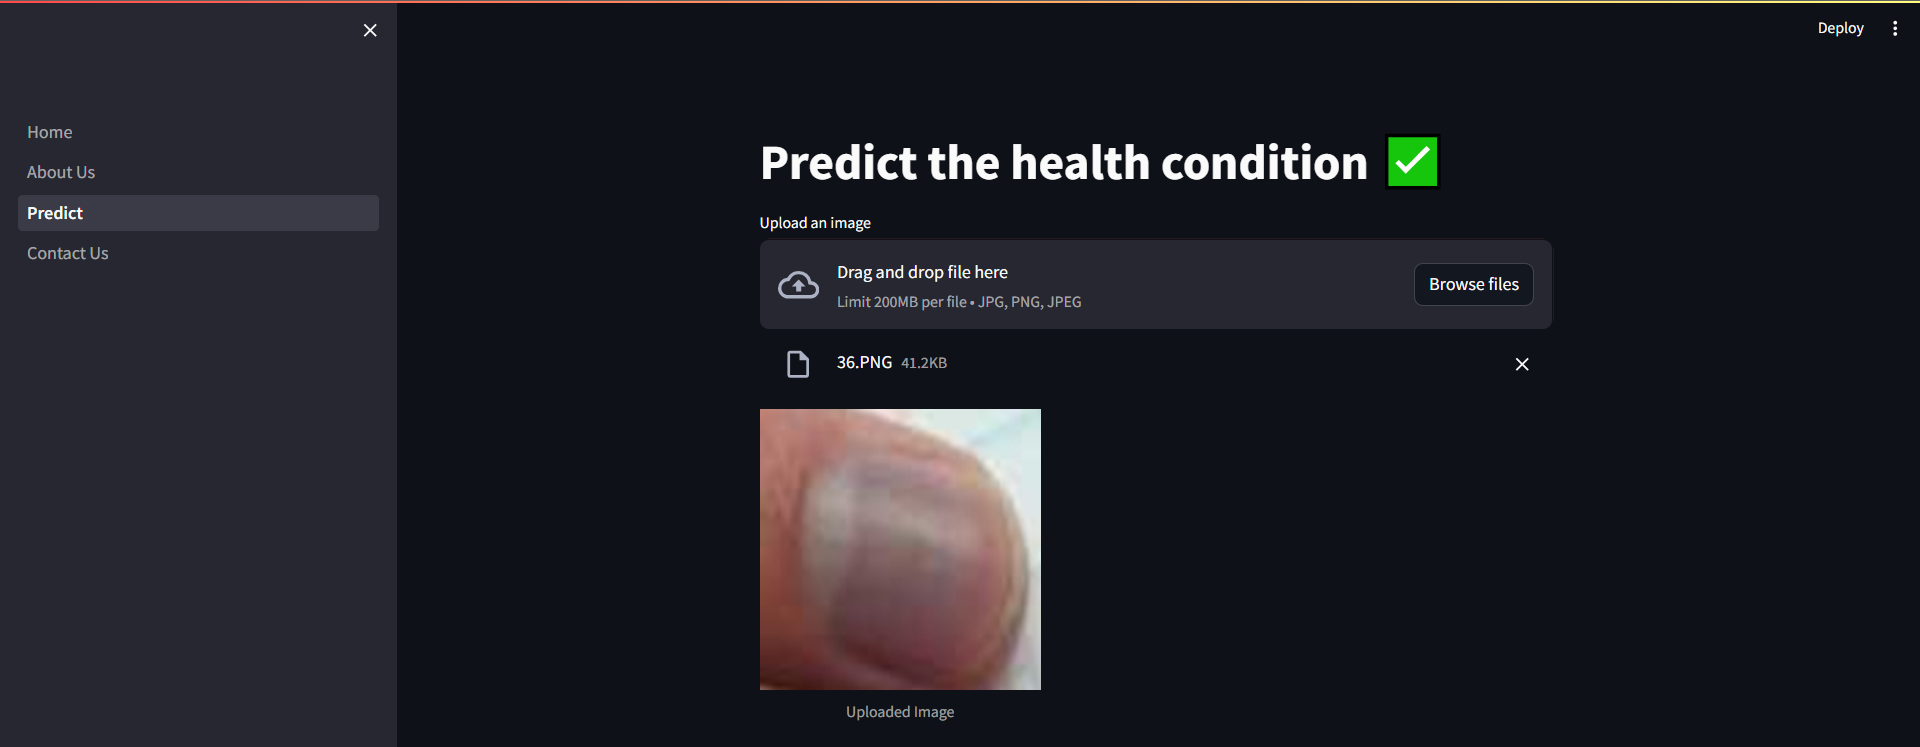 Deploy
Home
About Us
Predict
Contact Us
Predict the health condition
Upload an image
Drag and drop file here
Limit 200MB per file • JPG, PNG, JPEG
Browse files
36.PNG 41.2KB
Uploaded Image